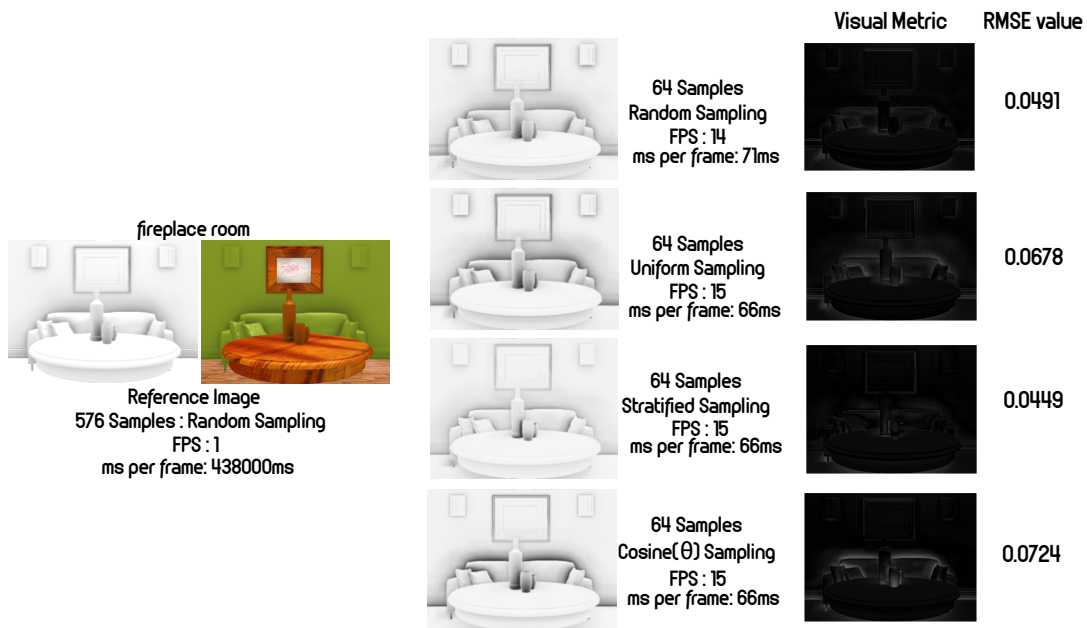 Visual Metric RMSE value
64 Samples
Random Sampling
FPS : 14
ms per frame: 71ms
0.0491
fireplace room
Reference Image
576 Samples : Random Sampling
FPS : 1
ms per frame: 438000ms
64 Samples
Uniform Sampling
FPS : 15
ms per frame: 66ms
0.0678
64 Samples
Stratified Sampling
FPS : 15
ms per frame: 66ms
0.0449
64 Samples
Cosine(θ) Sampling
FPS : 15
ms per frame: 66ms
0.0724